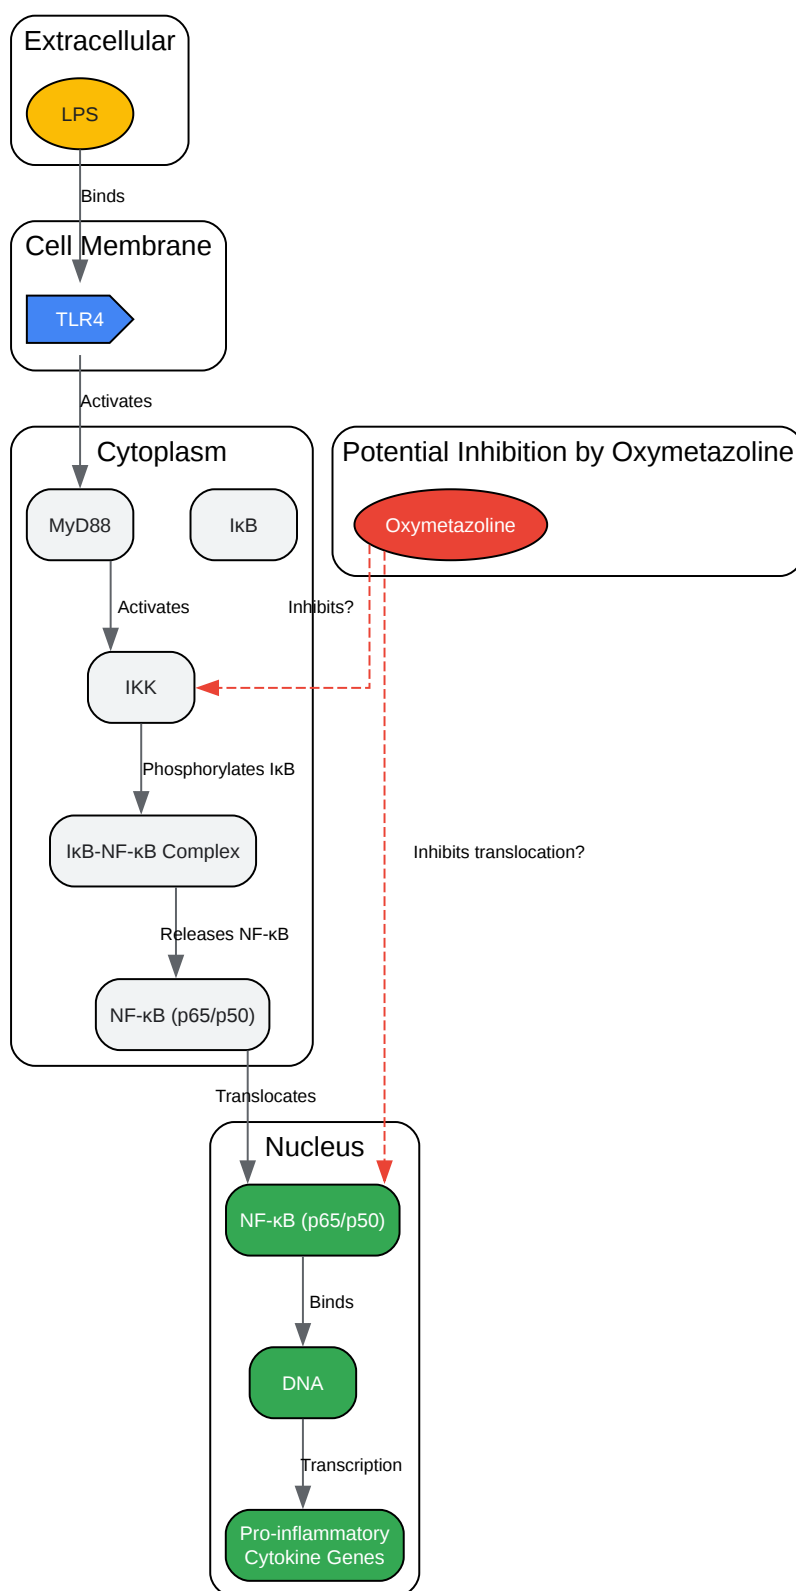 Extracellular
LPS
Binds
Cell Membrane
TLR4
Activates
Cytoplasm
Potential Inhibition by Oxymetazoline
MyD88
IκB
Oxymetazoline
Activates
Inhibits?
IKK
Phosphorylates IκB
IκB-NF-κB Complex
Inhibits translocation?
Releases NF-κB
NF-κB (p65/p50)
Translocates
Nucleus
NF-κB (p65/p50)
Binds
DNA
Transcription
Pro-inflammatory
Cytokine Genes